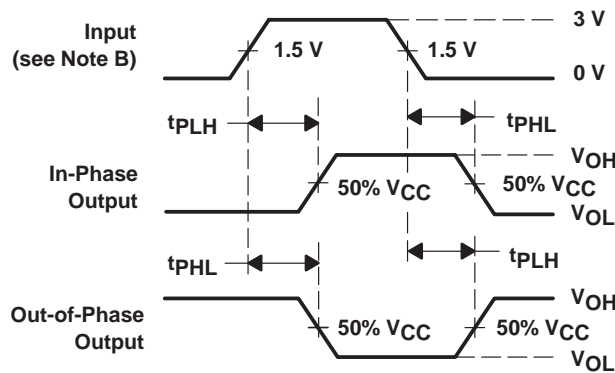 3 V
Input
(see Note B)
1.5 V
1.5 V
0 V
tPLH
tPHL
VOH
In-Phase
Output
50% VCC
50% VCC
VOL
tPHL
tPLH
VOH
Out-of-Phase
Output
50% VCC
50% VCC
VOL